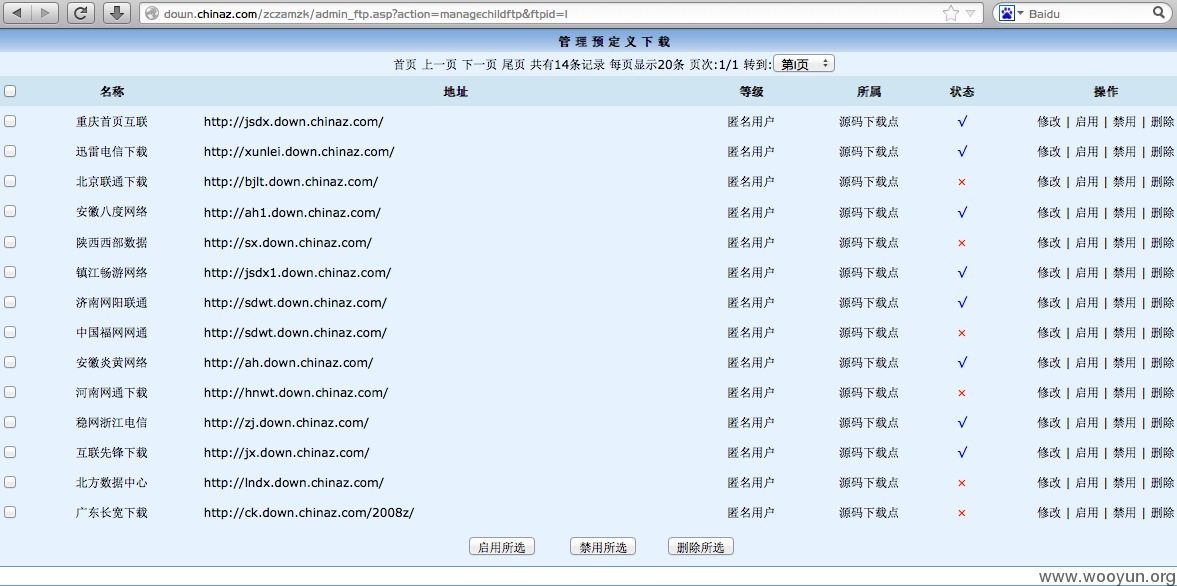 down.chinaz.com/zczamzk/admin_ftp.asp?action=managechildftp&ftpid=1 Baidu
管理预定义下载
首页 上一页 下一页 尾页 共有14条记录 每页显示20条 页次:1/1 转到: 第1页
名称 地址 等级 所属 状态 操作
重庆首页互联 http://jsdx.down.chinaz.com/ 匿名用户 源码下载点 √ 修改 | 启用 | 禁用 | 删除
迅雷电信下载 http://xunlei.down.chinaz.com/ 匿名用户 源码下载点 √ 修改 | 启用 | 禁用 | 删除
北京联通下载 http://bjlt.down.chinaz.com/ 匿名用户 源码下载点 × 修改 | 启用 | 禁用 | 删除
安徽八度网络 http://ah1.down.chinaz.com/ 匿名用户 源码下载点 √ 修改 | 启用 | 禁用 | 删除
陕西西部数据 http://sx.down.chinaz.com/ 匿名用户 源码下载点 × 修改 | 启用 | 禁用 | 删除
镇江畅游网络 http://jsdx1.down.chinaz.com/ 匿名用户 源码下载点 √ 修改 | 启用 | 禁用 | 删除
济南网阳联通 http://sdwt.down.chinaz.com/ 匿名用户 源码下载点 √ 修改 | 启用 | 禁用 | 删除
中国福网网通 http://sdwt.down.chinaz.com/ 匿名用户 源码下载点 × 修改 | 启用 | 禁用 | 删除
安徽炎黄网络 http://ah.down.chinaz.com/ 匿名用户 源码下载点 √ 修改 | 启用 | 禁用 | 删除
河南网通下载 http://hnwt.down.chinaz.com/ 匿名用户 源码下载点 × 修改 | 启用 | 禁用 | 删除
稳网浙江电信 http://zj.down.chinaz.com/ 匿名用户 源码下载点 √ 修改 | 启用 | 禁用 | 删除
互联先锋下载 http://jx.down.chinaz.com/ 匿名用户 源码下载点 √ 修改 | 启用 | 禁用 | 删除
北方数据中心 http://lndx.down.chinaz.com/ 匿名用户 源码下载点 × 修改 | 启用 | 禁用 | 删除
广东长宽下载 http://ck.down.chinaz.com/2008z/ 匿名用户 源码下载点 × 修改 | 启用 | 禁用 | 删除
启用所选 禁用所选 删除所选
www.wooyun.org